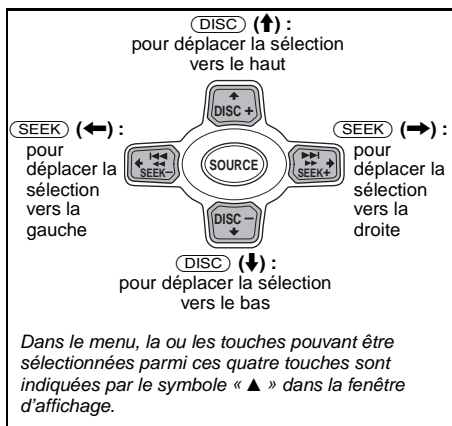 DISC (↑) :
pour déplacer la sélection
vers le haut
DISC +
SEEK (←) :
pour
déplacer la
sélection
vers la
gauche
SEEK–
SOURCE
SEEK+
SEEK (→) :
pour
déplacer la
sélection
vers la
droite
DISC –
DISC (↓) :
pour déplacer la sélection
vers le bas
Dans le menu, la ou les touches pouvant être
sélectionnées parmi ces quatre touches sont
indiquées par le symbole « ▲ » dans la fenêtre
d'affichage.